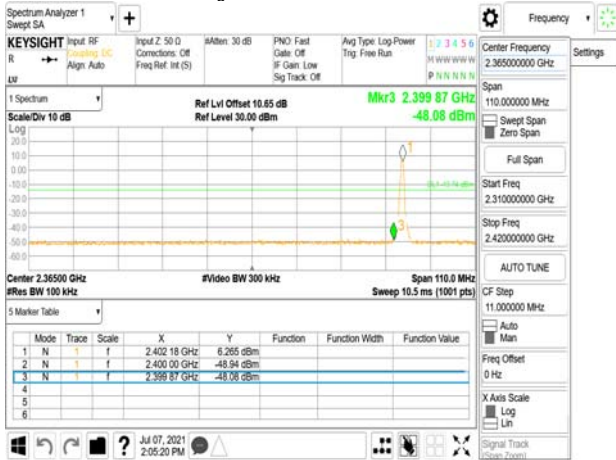 Spectrum Analyzer 1
Swept SA
Frequency
KEYSIGHT
R
Input: RF
Coupling: DC
Align: Auto
Input Z: 50 Ω
Corrections: Off
Freq Ref: Int (S)
#Atten: 30 dB
PNO: Fast
Gate: Off
IF Gain: Low
Sig Track: Off
Avg Type: Log-Power
Trig: Free Run
1 2 3 4 5 6
M W W W W W
P N N N N N
Center Frequency
2.365000000 GHz
Settings
Span
110.000000 MHz
Swept Span
Zero Span
Full Span
Start Freq
2.310000000 GHz
Stop Freq
2.420000000 GHz
AUTO TUNE
CF Step
11.000000 MHz
Auto
Man
Freq Offset
0 Hz
X Axis Scale
Log
Lin
Signal Track
(Span Zoom)
1 Spectrum
Scale/Div 10 dB
Ref Lvl Offset 10.65 dB
Ref Level 30.00 dBm
Mkr3 2.399 87 GHz
-48.08 dBm
Log
20.0
10.0
0.00
-10.0
-20.0
-30.0
-40.0
-50.0
-60.0
1
3
Center 2.36500 GHz
#Video BW 300 kHz
Span 110.0 MHz
#Res BW 100 kHz
Sweep 10.5 ms (1001 pts)
5 Marker Table
Mode Trace Scale X Y Function Function Width Function Value
1 N 1 f 2.402 18 GHz 6.265 dBm
2 N 1 f 2.400 00 GHz -48.94 dBm
3 N 1 f 2.399 87 GHz -48.08 dBm
4
5
6
Jul 07, 2021
2:05:20 PM